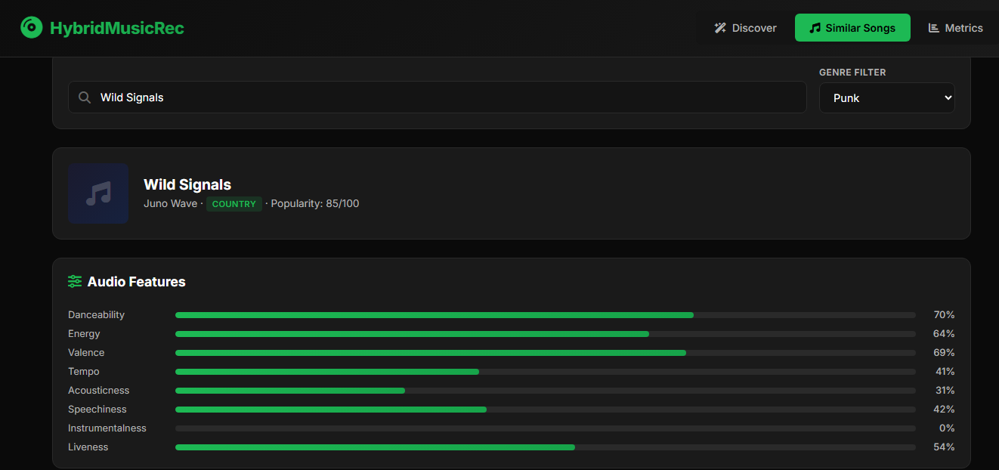 HybridMusicRec
Discover
Similar Songs
Metrics
GENRE FILTER
Wild Signals
Punk
Wild Signals
Juno Wave · COUNTRY · Popularity: 85/100
Audio Features
Danceability 70%
Energy 64%
Valence 69%
Tempo 41%
Acousticness 31%
Speechiness 42%
Instrumentalness 0%
Liveness 54%